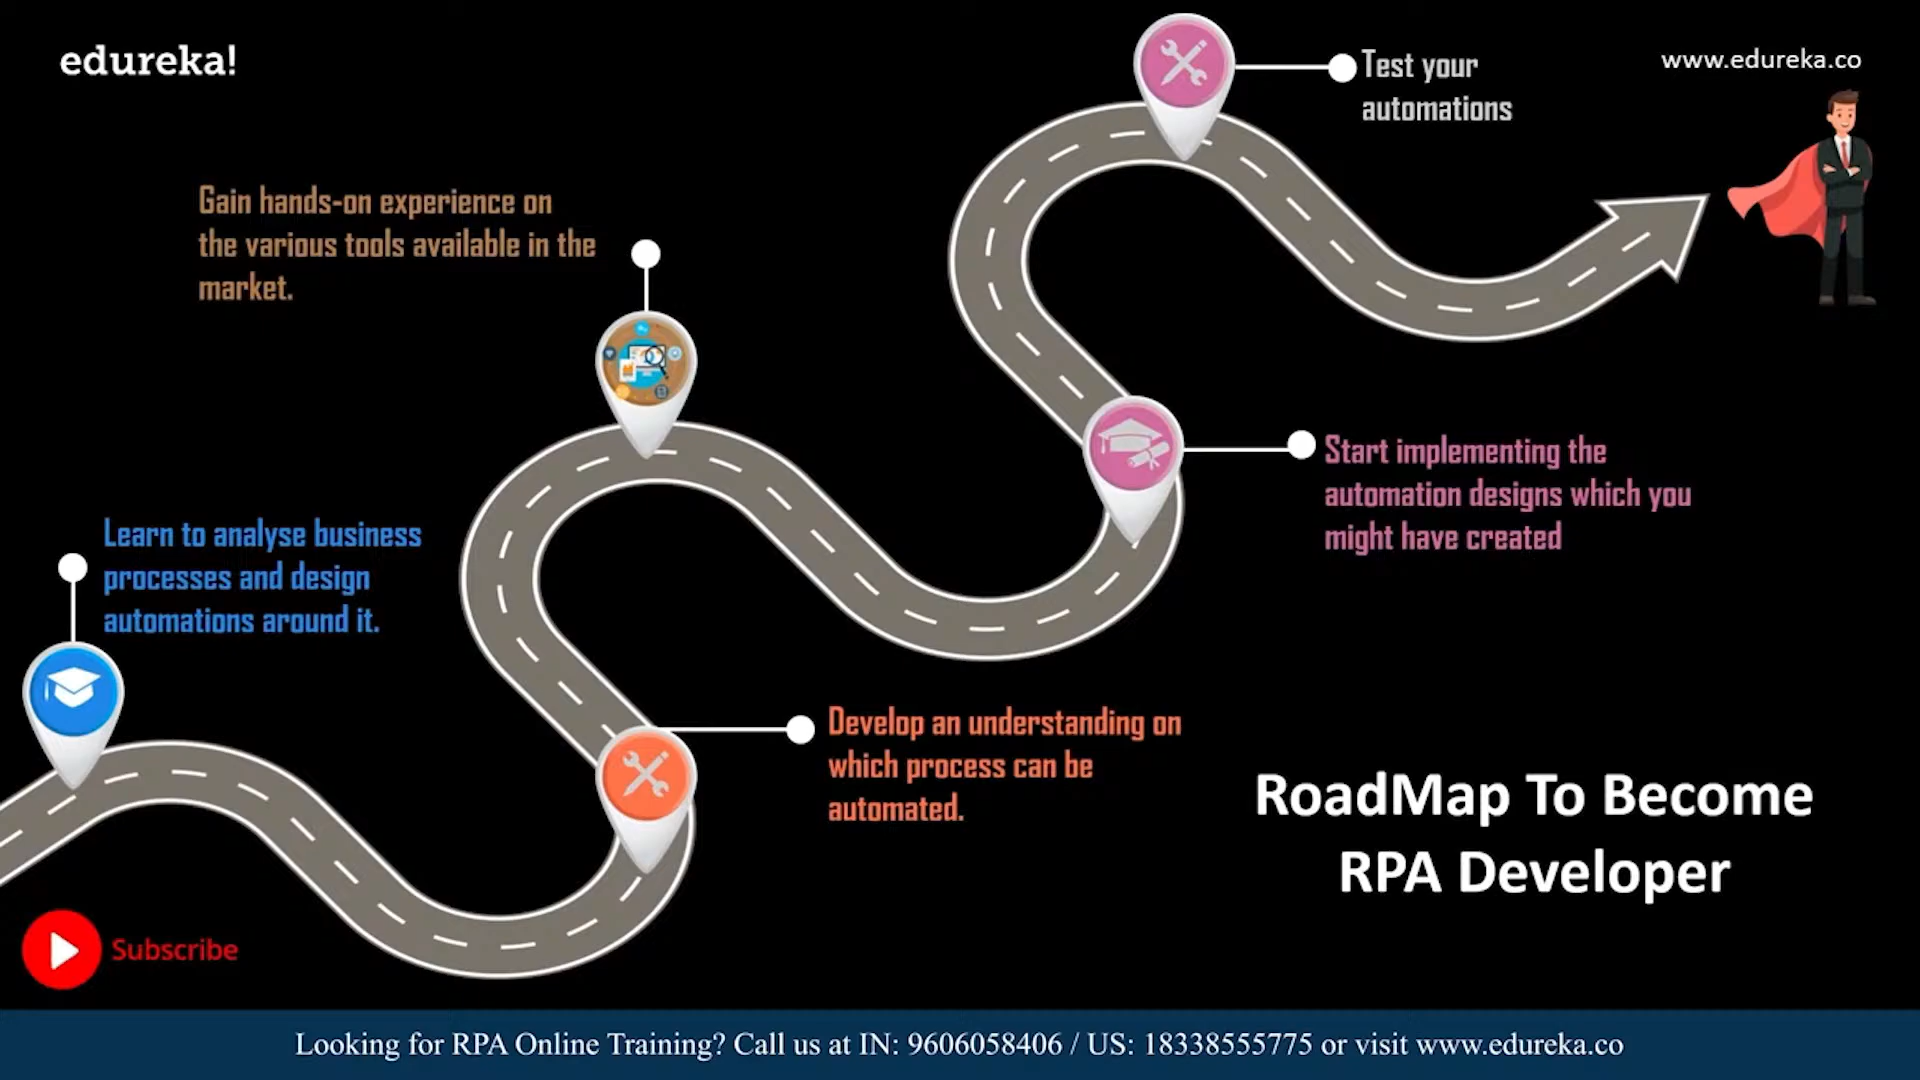 edureka!
www.edureka.co
Test your
automations
Gain hands-on experience on
the various tools available in the
market.
Start implementing the
automation designs which you
might have created
Learn to analyse business
processes and design
automations around it.
Develop an understanding on
which process can be
automated.
RoadMap To Become
RPA Developer
Subscribe
Looking for RPA Online Training? Call us at IN: 9606058406 / US: 18338555775 or visit www.edureka.co